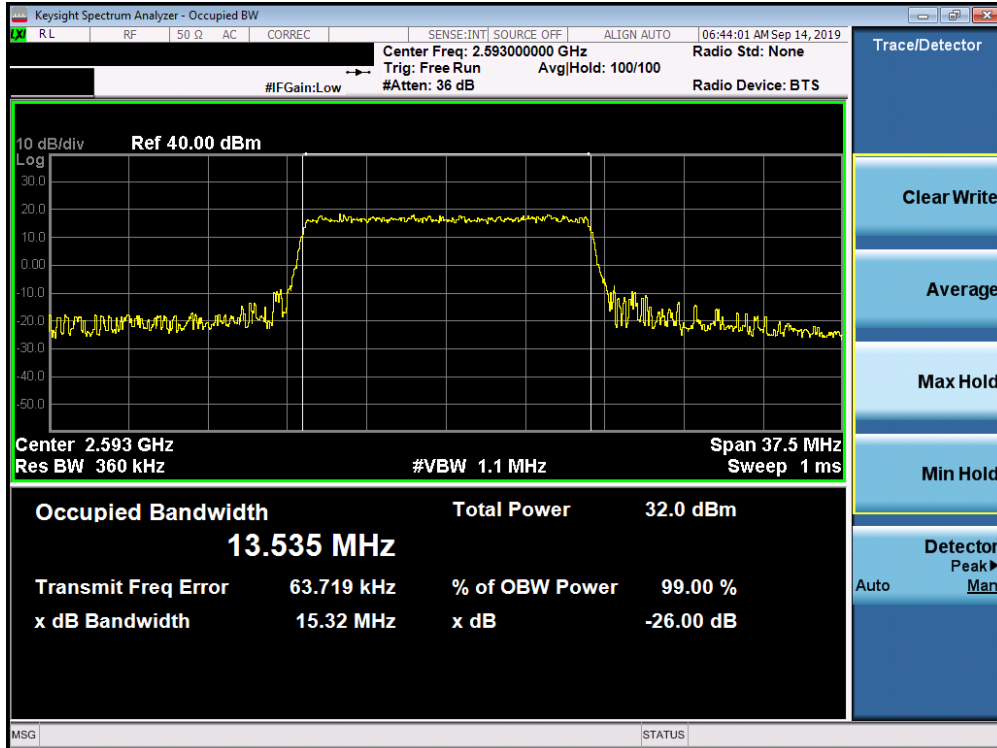 Keysight Spectrum Analyzer - Occupied BW
LXI RL RF 50 Ω AC CORREC SENSE:INT SOURCE OFF ALIGN AUTO 06:44:01 AM Sep 14, 2019
Center Freq: 2.593000000 GHz Radio Std: None
Trig: Free Run Avg|Hold: 100/100
#IFGain:Low #Atten: 36 dB Radio Device: BTS
Trace/Detector
10 dB/div Ref 40.00 dBm
Log
30.0
20.0
10.0
0.00
-10.0
-20.0
-30.0
-40.0
-50.0
Center 2.593 GHz Span 37.5 MHz
Res BW 360 kHz #VBW 1.1 MHz Sweep 1 ms
Occupied Bandwidth Total Power 32.0 dBm
13.535 MHz
Transmit Freq Error 63.719 kHz % of OBW Power 99.00 %
x dB Bandwidth 15.32 MHz x dB -26.00 dB
Clear Write
Average
Max Hold
Min Hold
Detector
Peak▶
Auto Man
MSG STATUS